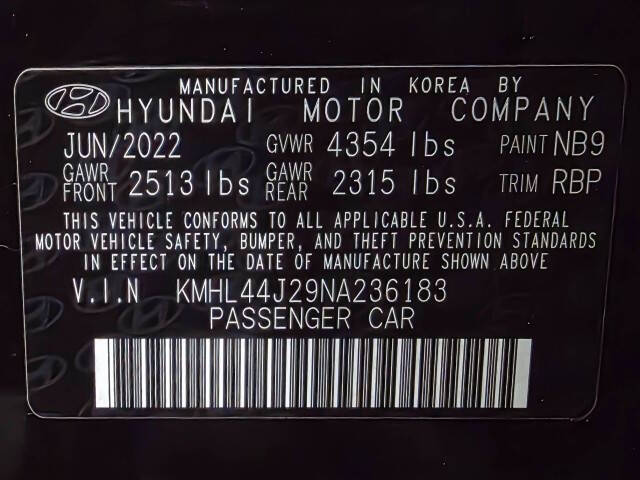 MANUFACTURED IN KOREA BY
HYUNDAI MOTOR COMPANY
JUN/2022 GVWR 4354 lbs PAINT NB9
GAWR FRONT 2513 lbs GAWR REAR 2315 lbs TRIM RBP
THIS VEHICLE CONFORMS TO ALL APPLICABLE U.S.A. FEDERAL
MOTOR VEHICLE SAFETY, BUMPER, AND THEFT PREVENTION STANDARDS
IN EFFECT ON THE DATE OF MANUFACTURE SHOWN ABOVE
V.I.N KMHL44J29NA236183
PASSENGER CAR